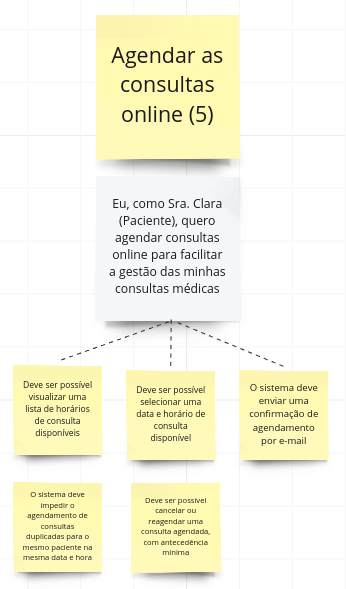 Agendar as
consultas
online (5)
Eu, como Sra. Clara
(Paciente), quero
agendar consultas
online para facilitar
a gestão das minhas
consultas médicas
Deve ser possível
visualizar uma
lista de horários
de consulta
disponíveis
Deve ser possível
selecionar uma
data e horário de
consulta
disponível
O sistema deve
enviar uma
confirmação de
agendamento
por e-mail
O sistema deve
impedir o
agendamento de
consultas
duplicadas para o
mesmo paciente na
mesma data e hora
Deve ser possível
cancelar ou
reagendar uma
consulta agendada,
com antecedência
mínima